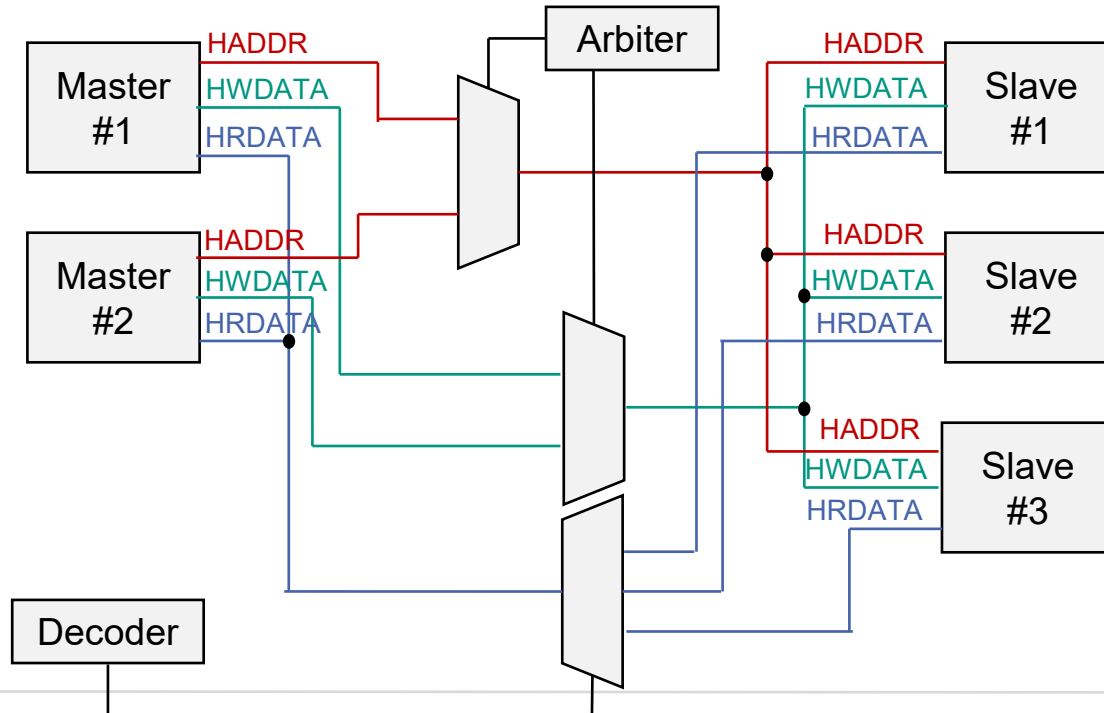 Arbiter
HADDR
Master
#1
HWDATA
HRDATA
HADDR
Master
#2
HWDATA
HRDATA
HADDR
HWDATA
Slave
#1
HRDATA
HADDR
HWDATA
Slave
#2
HRDATA
HADDR
HWDATA
Slave
#3
HRDATA
Decoder